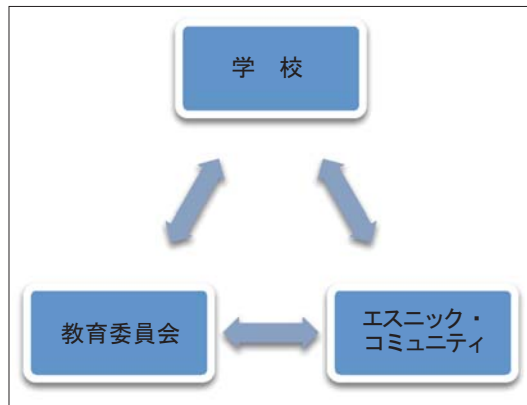 学　校
教育委員会
エスニック・
コミュニティ